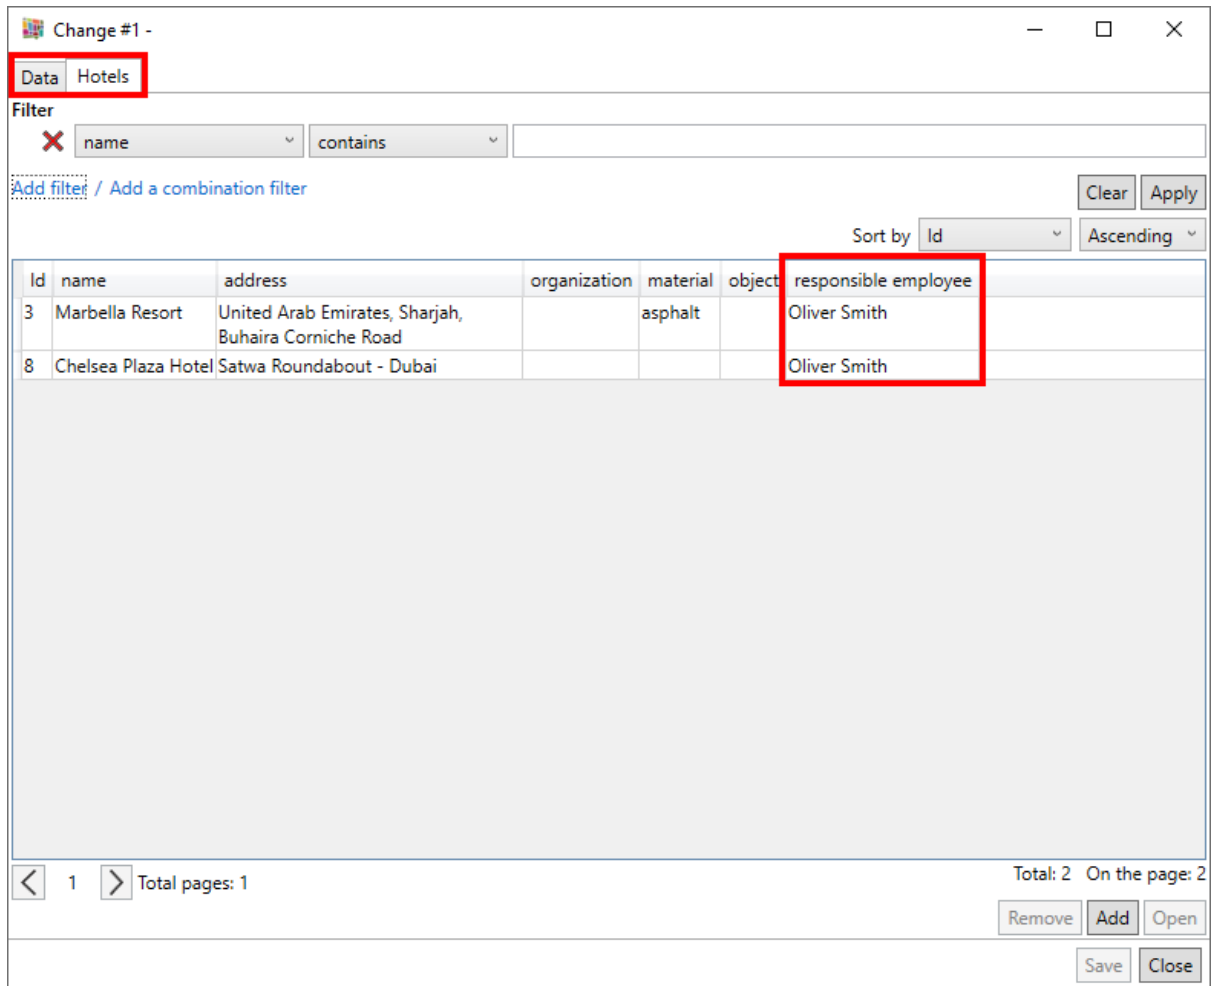 Change #1 -
Data Hotels
Filter
name contains
Add filter / Add a combination filter
Clear Apply
Sort by Id Ascending
Id name address organization material object responsible employee
3 Marbella Resort United Arab Emirates, Sharjah, asphalt Oliver Smith
Buhaira Corniche Road
8 Chelsea Plaza Hotel Satwa Roundabout - Dubai Oliver Smith
1 Total pages: 1
Total: 2 On the page: 2
Remove Add Open
Save Close